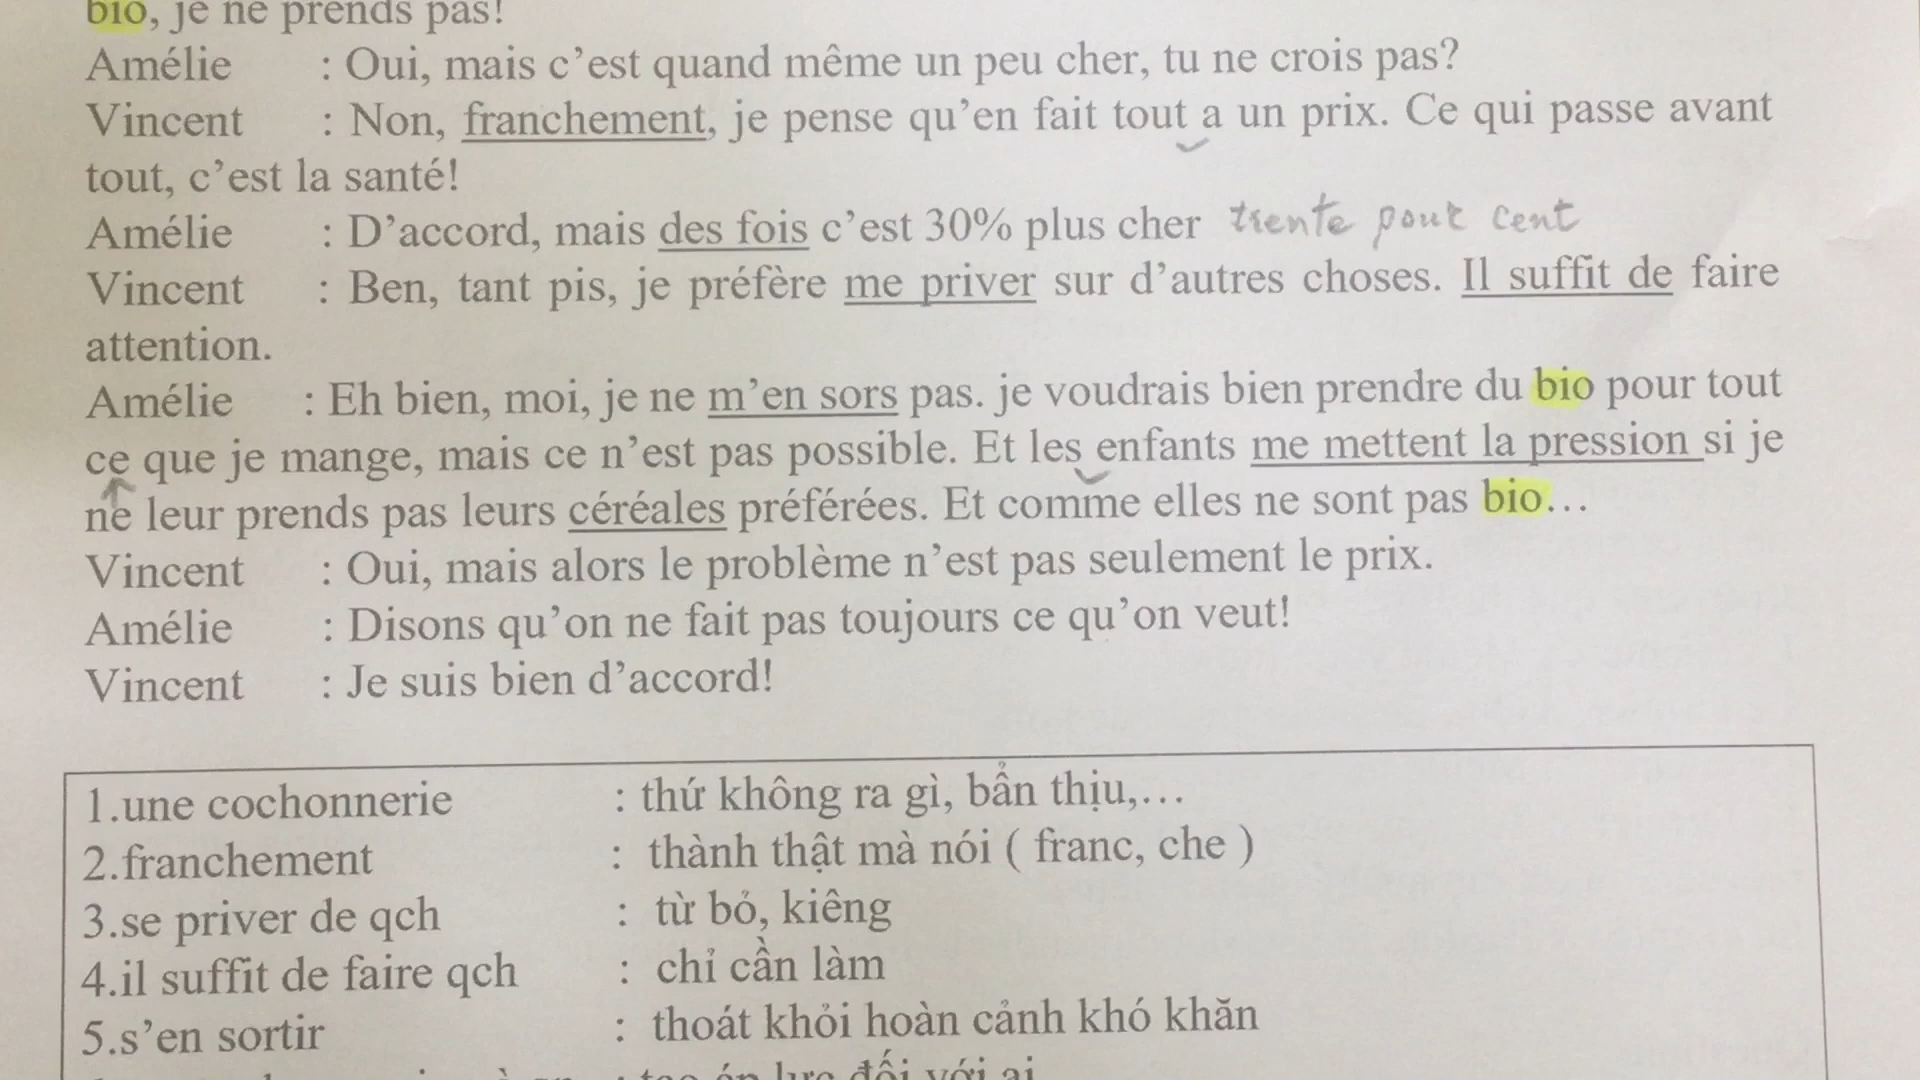 bio, je ne prends pas!
Amélie : Oui, mais c’est quand même un peu cher, tu ne crois pas?
Vincent : Non, franchement, je pense qu’en fait tout a un prix. Ce qui passe avant
tout, c’est la santé!
Amélie : D’accord, mais des fois c’est 30% plus cher trente pour cent
Vincent : Ben, tant pis, je préfère me priver sur d’autres choses. Il suffit de faire
attention.
Amélie : Eh bien, moi, je ne m’en sors pas. je voudrais bien prendre du bio pour tout
ce que je mange, mais ce n’est pas possible. Et les enfants me mettent la pression si je
ne leur prends pas leurs céréales préférées. Et comme elles ne sont pas bio…
Vincent : Oui, mais alors le problème n’est pas seulement le prix.
Amélie : Disons qu’on ne fait pas toujours ce qu’on veut!
Vincent : Je suis bien d’accord!
1.une cochonnerie : thứ không ra gì, bẩn thịu,…
2.franchement : thành thật mà nói ( franc, che )
3.se priver de qch : từ bỏ, kiêng
4.il suffit de faire qch : chỉ cần làm
5.s’en sortir : thoát khỏi hoàn cảnh khó khăn
: tạo áp lực đối với ai